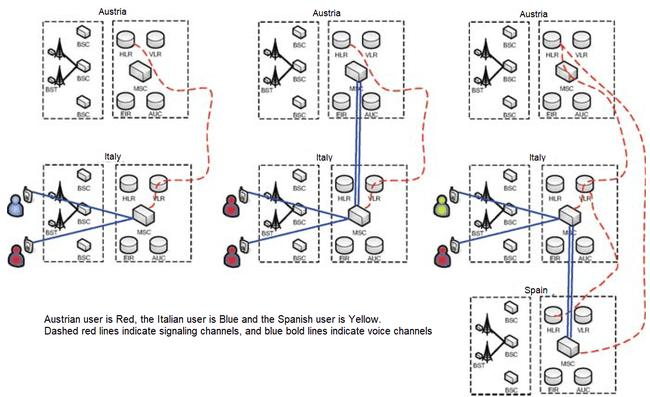 Austria
Austria
Austria
BSC
HLR
VLR
BSC
HLR
VLR
BSC
HLR
VLR
BST
BSC
MSC
BST
BSC
MSC
BST
BSC
MSC
BSC
EIR
AUC
BSC
EIR
AUC
BSC
EIR
AUC
Italy
Italy
Italy
BSC
HLR
VLR
BSC
HLR
VLR
BSC
HLR
VLR
BST
BSC
MSC
BST
BSC
MSC
BST
BSC
MSC
BSC
EIR
AUC
BSC
EIR
AUC
BSC
EIR
AUC
Spain
BSC
HLR
VLR
BST
BSC
MSC
BSC
EIR
AUC
Austrian user is Red, the Italian user is Blue and the Spanish user is Yellow.
Dashed red lines indicate signaling channels, and blue bold lines indicate voice channels